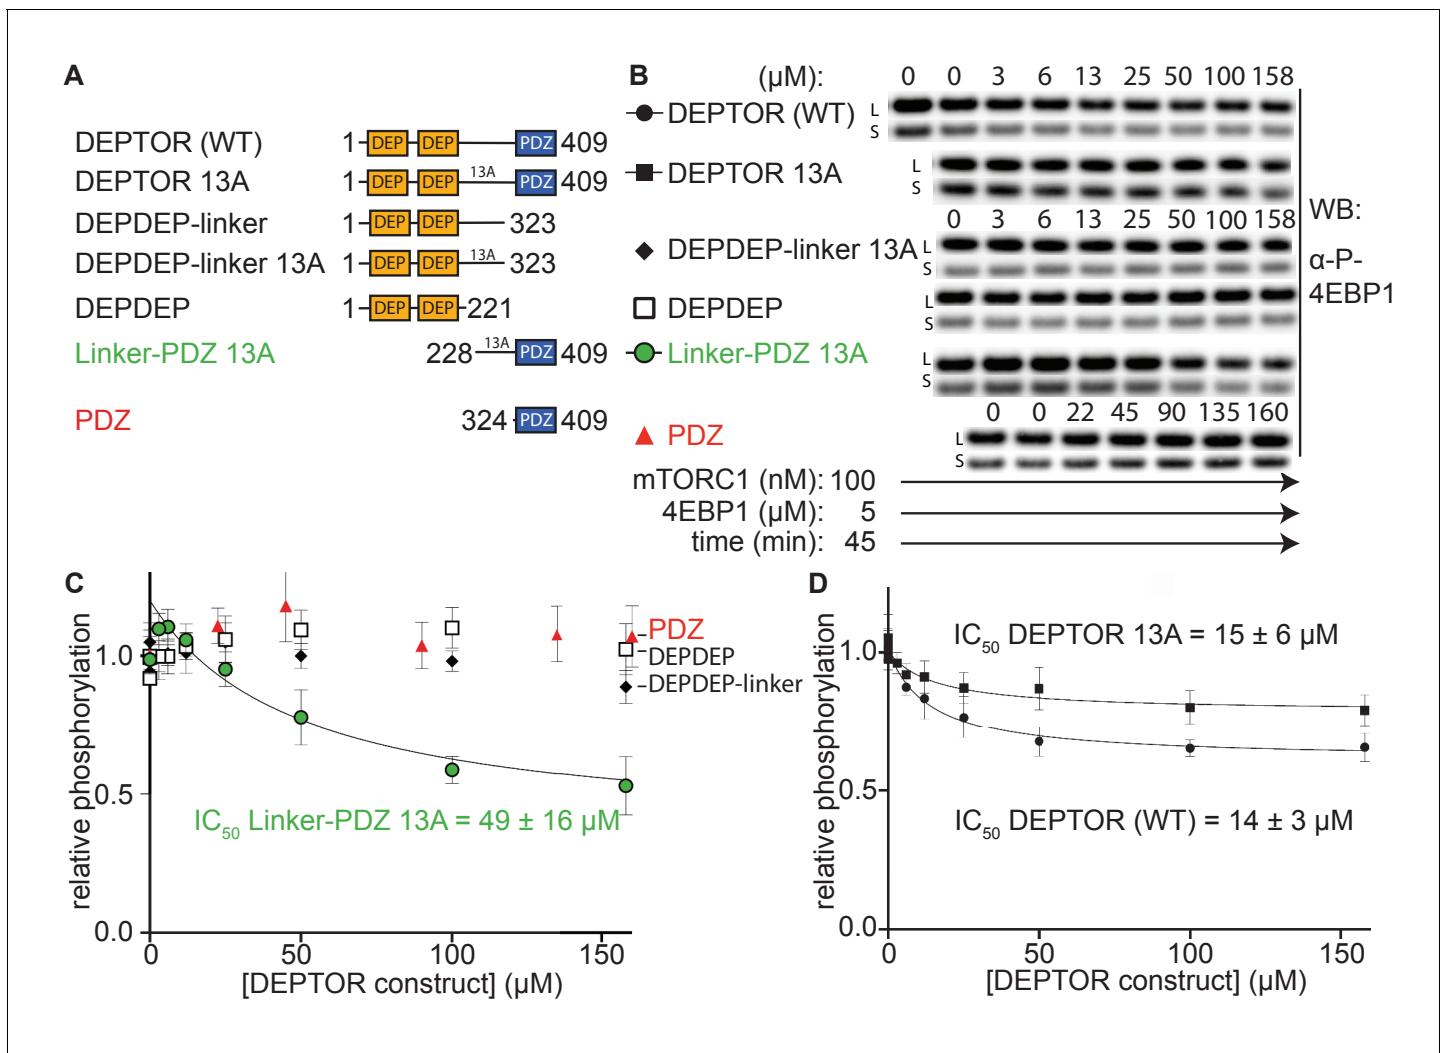 A
DEPTOR (WT) 1 DEP DEP PDZ 409
DEPTOR 13A 1 DEP DEP 13A PDZ 409
DEPDEP-linker 1 DEP DEP 323
DEPDEP-linker 13A 1 DEP DEP 13A 323
DEPDEP 1 DEP DEP 221
Linker-PDZ 13A 228 13A PDZ 409
PDZ 324 PDZ 409
B (µM): 0 0 3 6 13 25 50 100 158
DEPTOR (WT) L
S
DEPTOR 13A L
S
0 3 6 13 25 50 100 158
DEPDEP-linker 13A L
S
DEPDEP L
S
Linker-PDZ 13A L
S
0 0 22 45 90 135 160
PDZ L
S
WB:
α-P-
4EBP1
mTORC1 (nM): 100
4EBP1 (µM): 5
time (min): 45
C
relative phosphorylation
1.0
0.5
0.0
0 50 100 150
[DEPTOR construct] (µM)
PDZ
DEPDEP
DEPDEP-linker
IC50 Linker-PDZ 13A = 49 ± 16 µM
D
relative phosphorylation
1.0
0.5
0.0
0 50 100 150
[DEPTOR construct] (µM)
IC50 DEPTOR 13A = 15 ± 6 µM
IC50 DEPTOR (WT) = 14 ± 3 µM